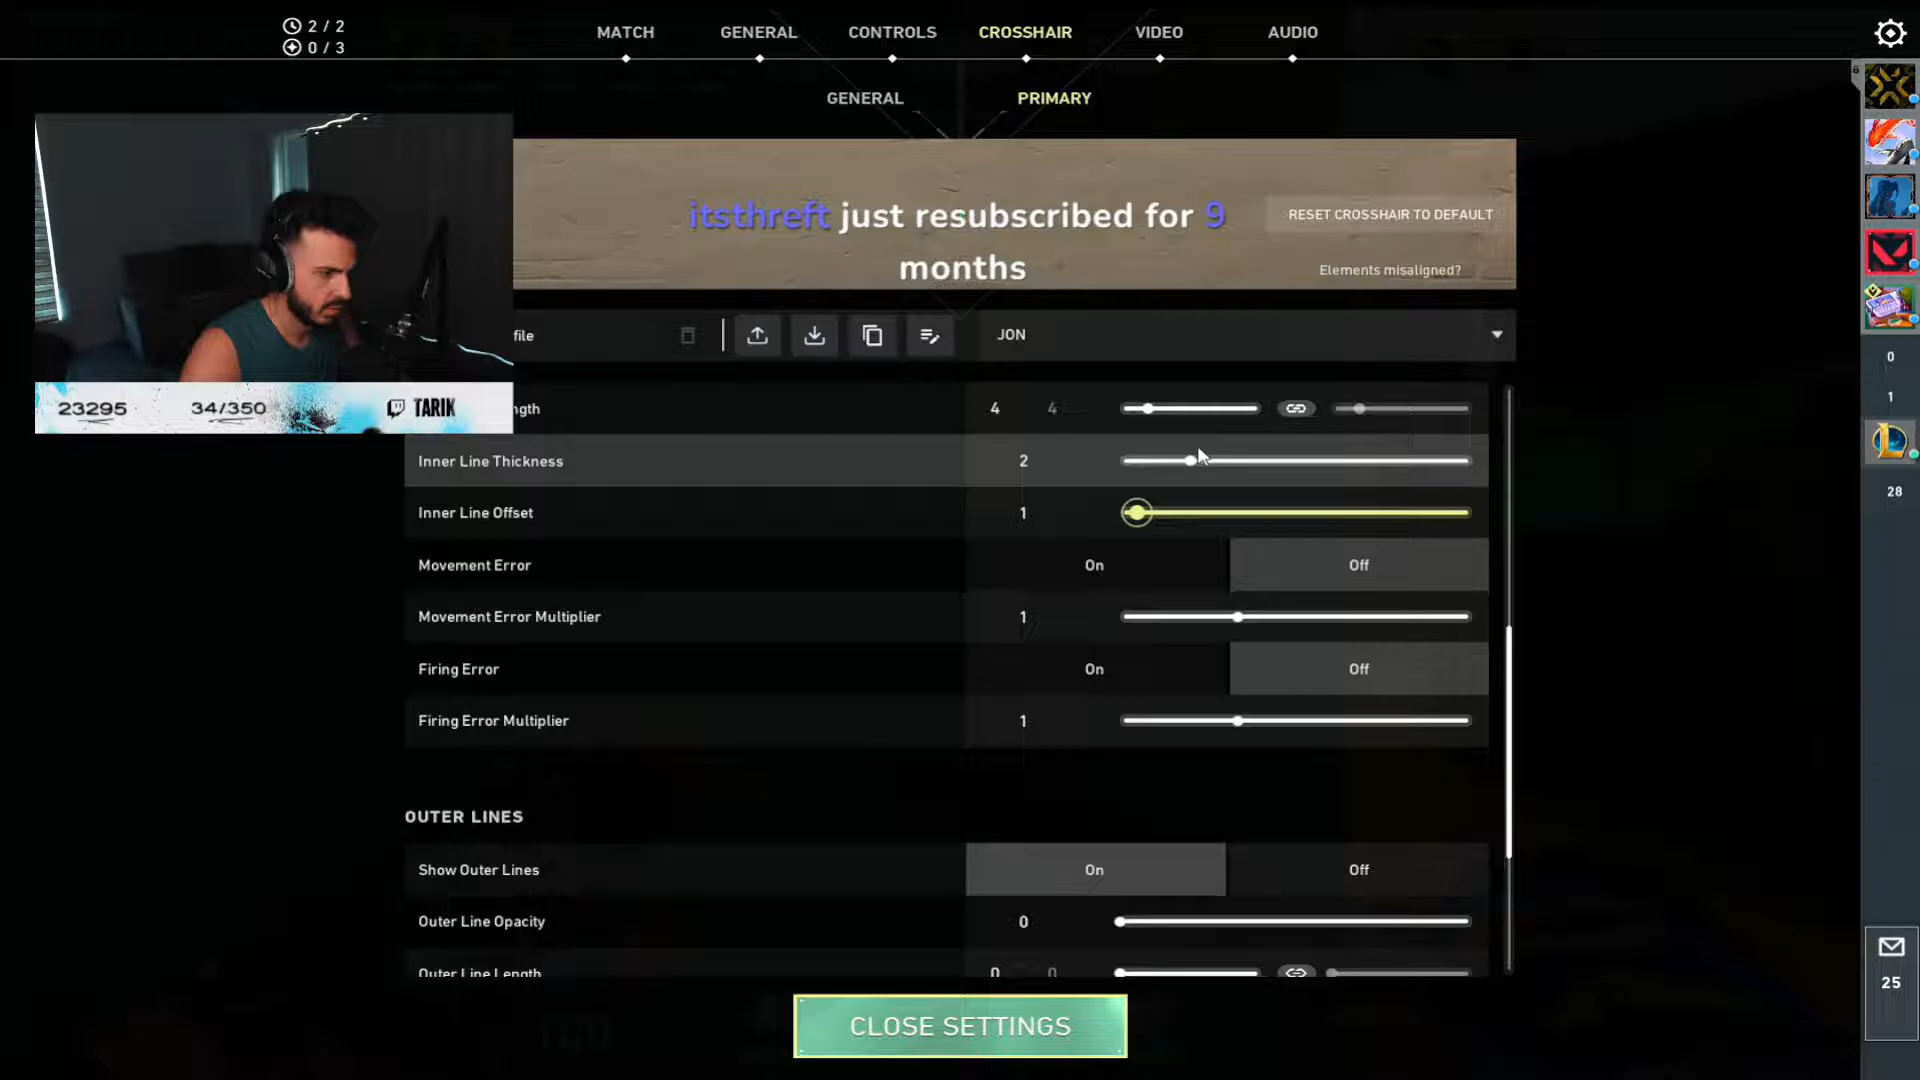 2 / 2
0 / 3
MATCH
GENERAL
CONTROLS
CROSSHAIR
VIDEO
AUDIO
GENERAL
PRIMARY
itsthreft just resubscribed for 9
months
RESET CROSSHAIR TO DEFAULT
Elements misaligned?
file
JON
23295
34/350
TARIK
ngth
4
4
Inner Line Thickness
2
Inner Line Offset
1
Movement Error
On
Off
Movement Error Multiplier
1
Firing Error
On
Off
Firing Error Multiplier
1
OUTER LINES
Show Outer Lines
On
Off
Outer Line Opacity
0
Outer Line Length
0
0
CLOSE SETTINGS
0
1
28
25